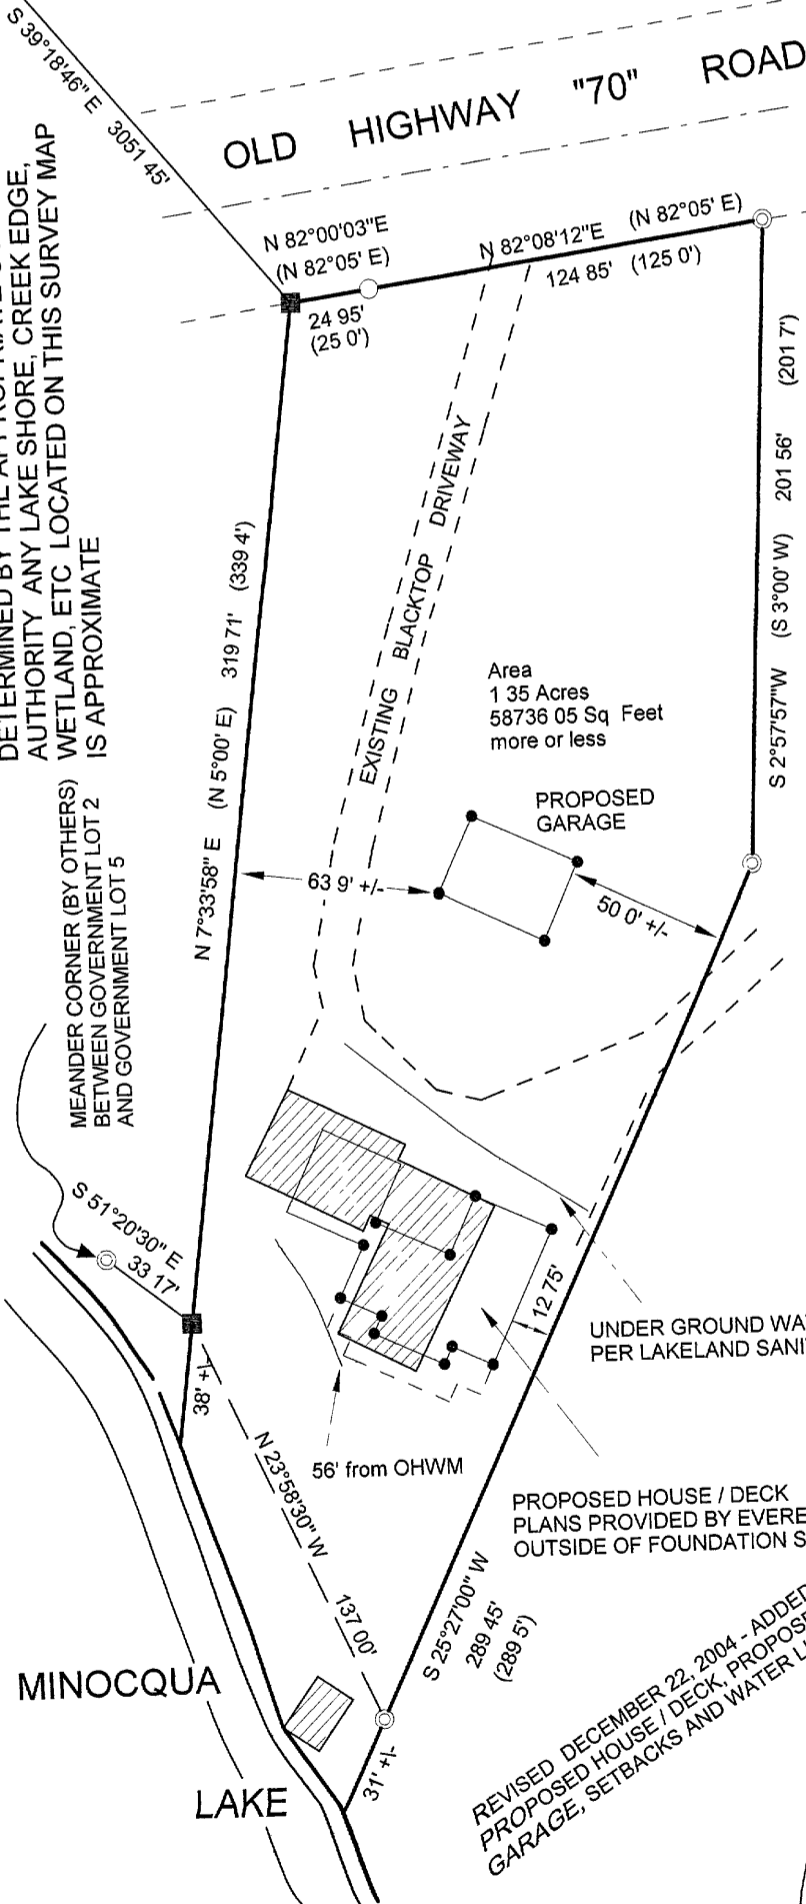 S 39°18'46" E 3051 45'
OLD HIGHWAY "70" ROAD
N 82°00'03"E
(N 82°05' E)
24 95'
(25 0')
N 82°08'12"E (N 82°05' E)
124 85' (125 0')
DETERMINED BY THE
AUTHORITY ANY LAKE SHORE, CREEK EDGE,
WETLAND, ETC LOCATED ON THIS SURVEY MAP
IS APPROXIMATE
N 7°33'58" E (N 5°00' E) 319 71' (339 4')
EXISTING BLACKTOP DRIVEWAY
S 2°57'57"W (S 3°00' W) 201 56' (201 7')
Area
1 35 Acres
58736 05 Sq Feet
more or less
PROPOSED
GARAGE
63 9' +/-
50 0' +/-
MEANDER CORNER (BY OTHERS)
BETWEEN GOVERNMENT LOT 2
AND GOVERNMENT LOT 5
S 51°20'30" E
33 17'
38' +/-
12 75'
UNDER GROUND WA
PER LAKELAND SANI
56' from OHWM
N 23°58'30" W 137 00'
PROPOSED HOUSE / DECK
PLANS PROVIDED BY EVERE
OUTSIDE OF FOUNDATION S
S 25°27'00" W
289 45'
(289 5')
31' +/-
MINOCQUA
LAKE
REVISED DECEMBER 22, 2004 - ADDED
PROPOSED HOUSE / DECK, PROPOS
GARAGE, SETBACKS AND WATER L